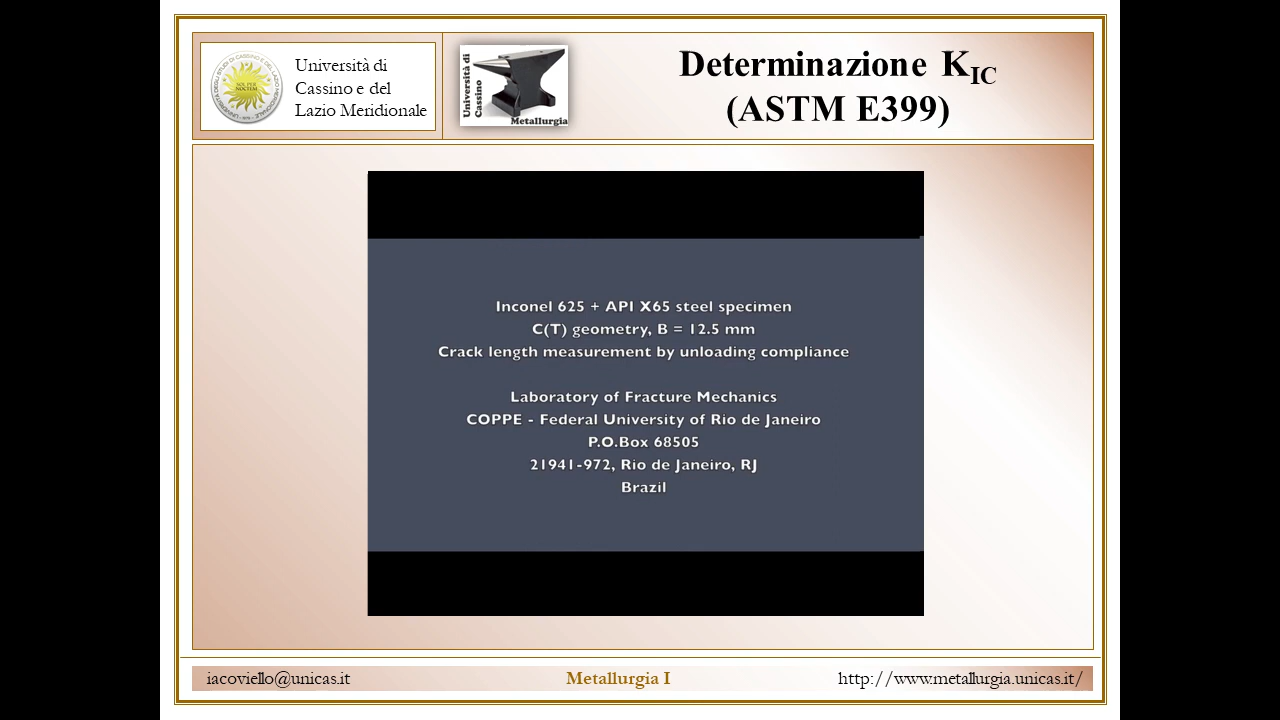 Università di
Cassino e del
Lazio Meridionale
Università di
Cassino
Metallurgia
Determinazione K_IC
(ASTM E399)
Inconel 625 + API X65 steel specimen
C(T) geometry, B = 12.5 mm
Crack length measurement by unloading compliance
Laboratory of Fracture Mechanics
COPPE - Federal University of Rio de Janeiro
P.O.Box 68505
21941-972, Rio de Janeiro, RJ
Brazil
iacoviello@unicas.it
Metallurgia I
http://www.metallurgia.unicas.it/